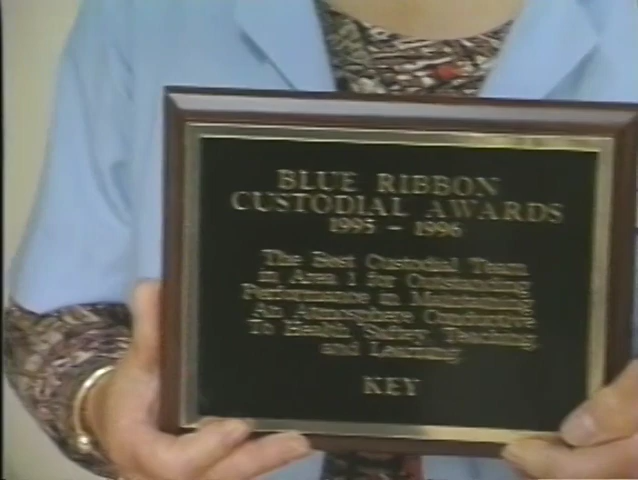 BLUE RIBBON
CUSTODIAL AWARDS
1995 - 1996
The Best Custodial Team
in Area 1 for Outstanding
Performance in Maintaining
An Atmosphere Conducive
To Health, Safety, Teaching
and Learning
KEY